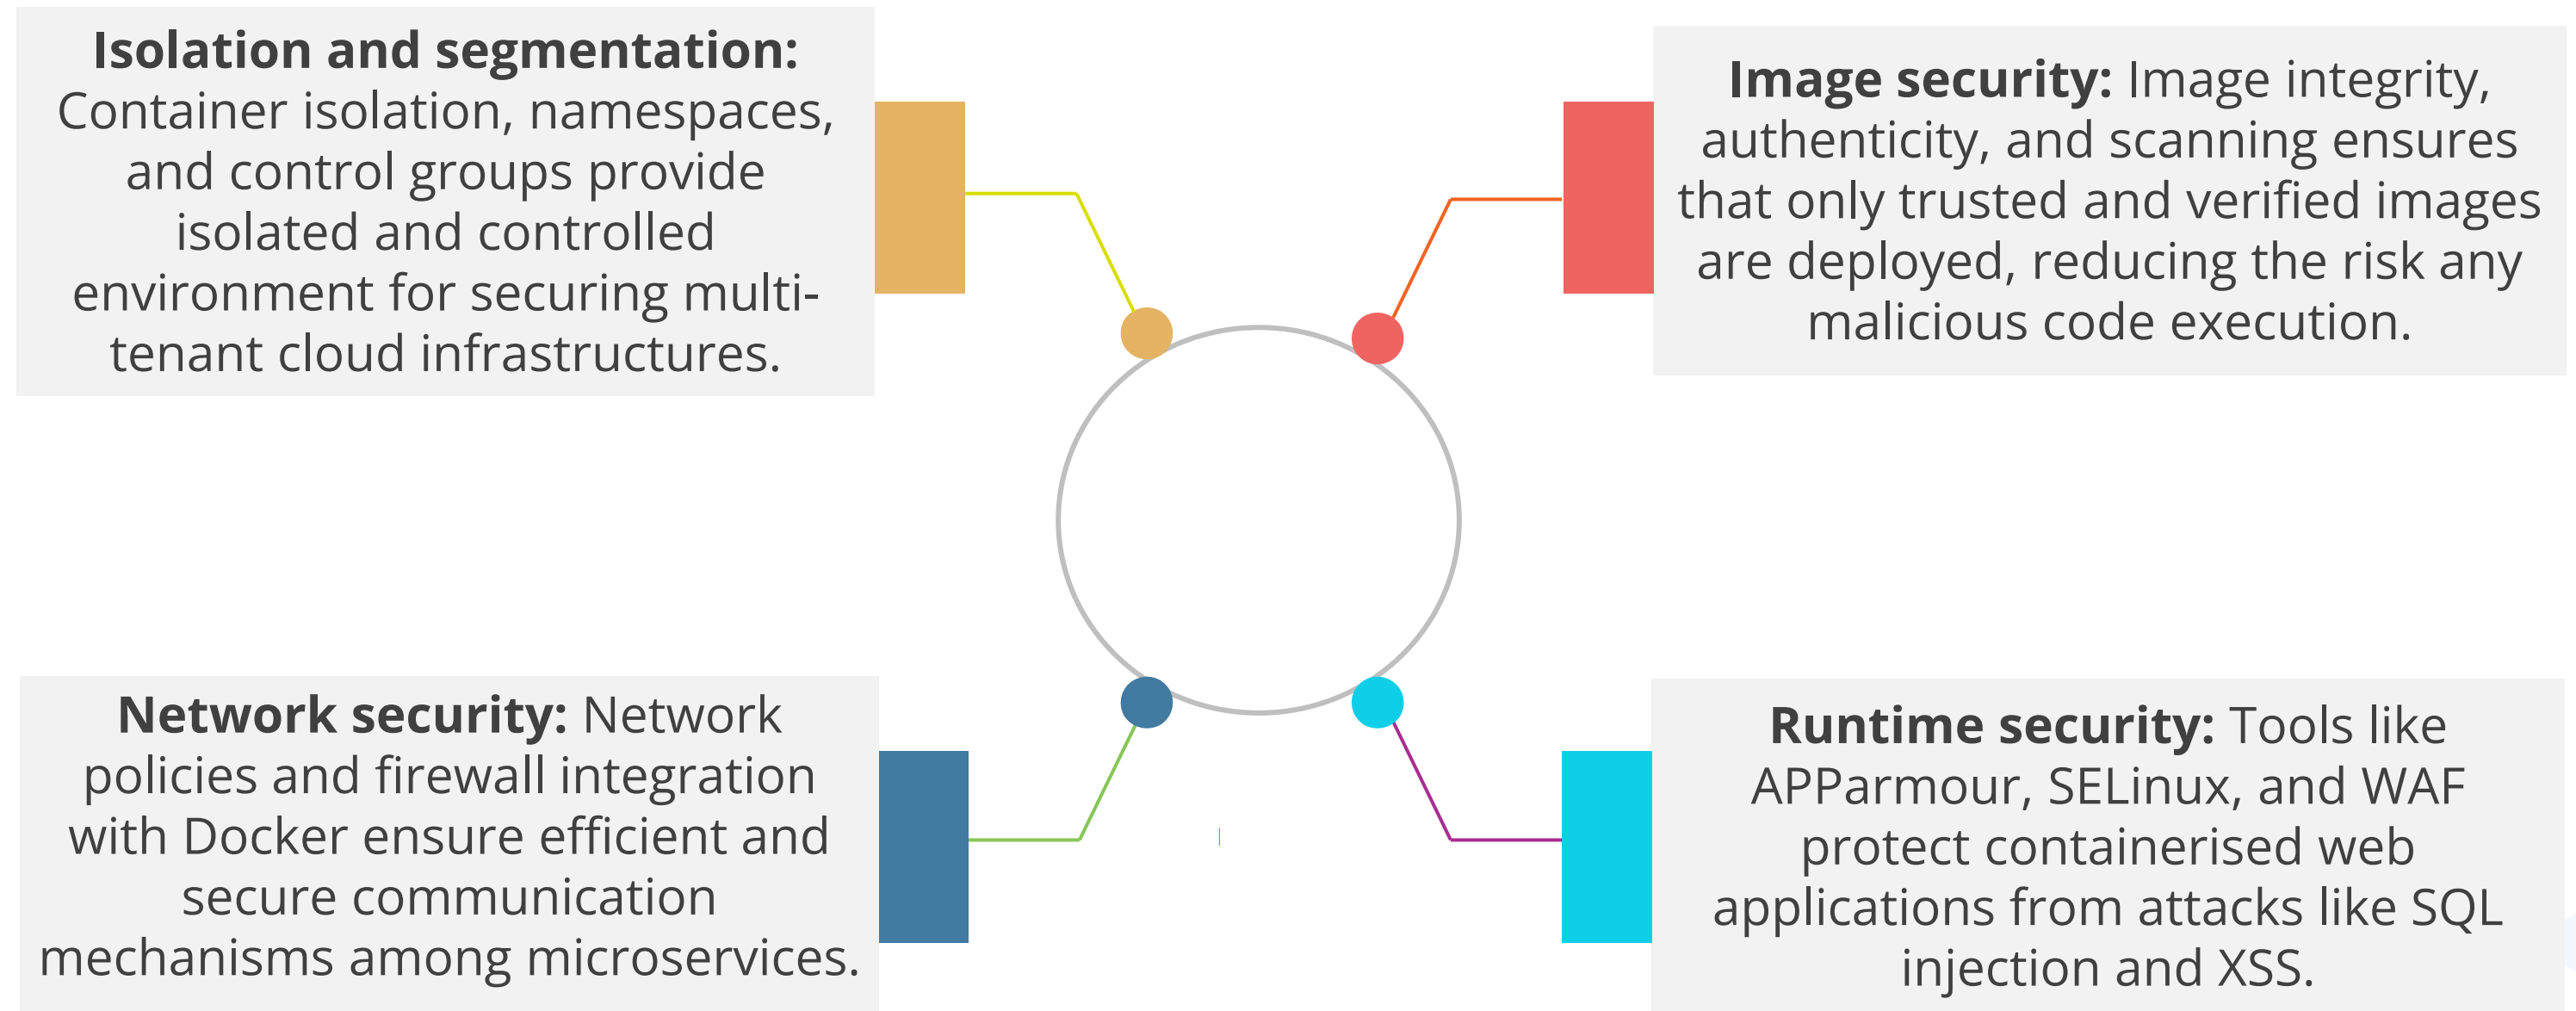 Isolation and segmentation:
Container isolation, namespaces,
and control groups provide
isolated and controlled
environment for securing multi-
tenant cloud infrastructures.
Image security: Image integrity,
authenticity, and scanning ensures
that only trusted and verified images
are deployed, reducing the risk any
malicious code execution.
Network security: Network
policies and firewall integration
with Docker ensure efficient and
secure communication
mechanisms among microservices.
Runtime security: Tools like
APParmour, SELinux, and WAF
protect containerised web
applications from attacks like SQL
injection and XSS.